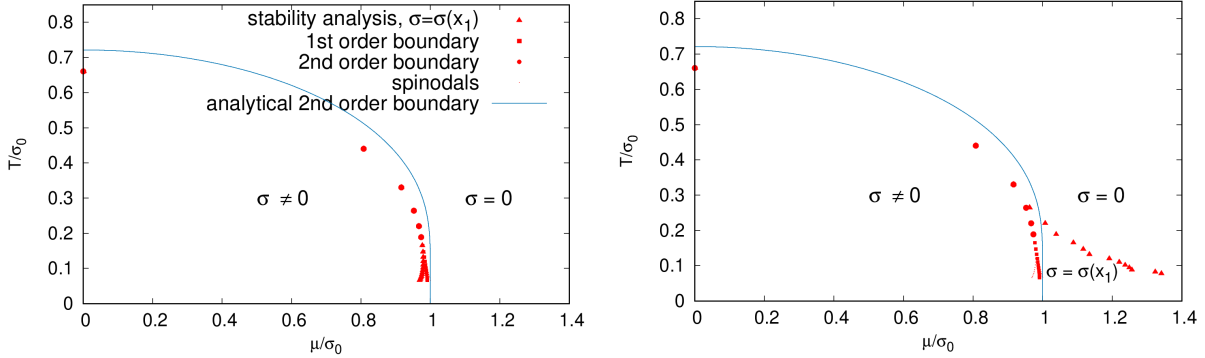 0.8
0.7
0.6
0.5
0.4
0.3
0.2
0.1
0
T/σ0
stability analysis, σ=σ(x1)
1st order boundary
2nd order boundary
spinodals
analytical 2nd order boundary
σ ≠ 0
σ = 0
0 0.2 0.4 0.6 0.8 1 1.2 1.4
μ/σ0
0.8
0.7
0.6
0.5
0.4
0.3
0.2
0.1
0
T/σ0
σ ≠ 0
σ = 0
σ = σ(x1)
0 0.2 0.4 0.6 0.8 1 1.2 1.4
μ/σ0